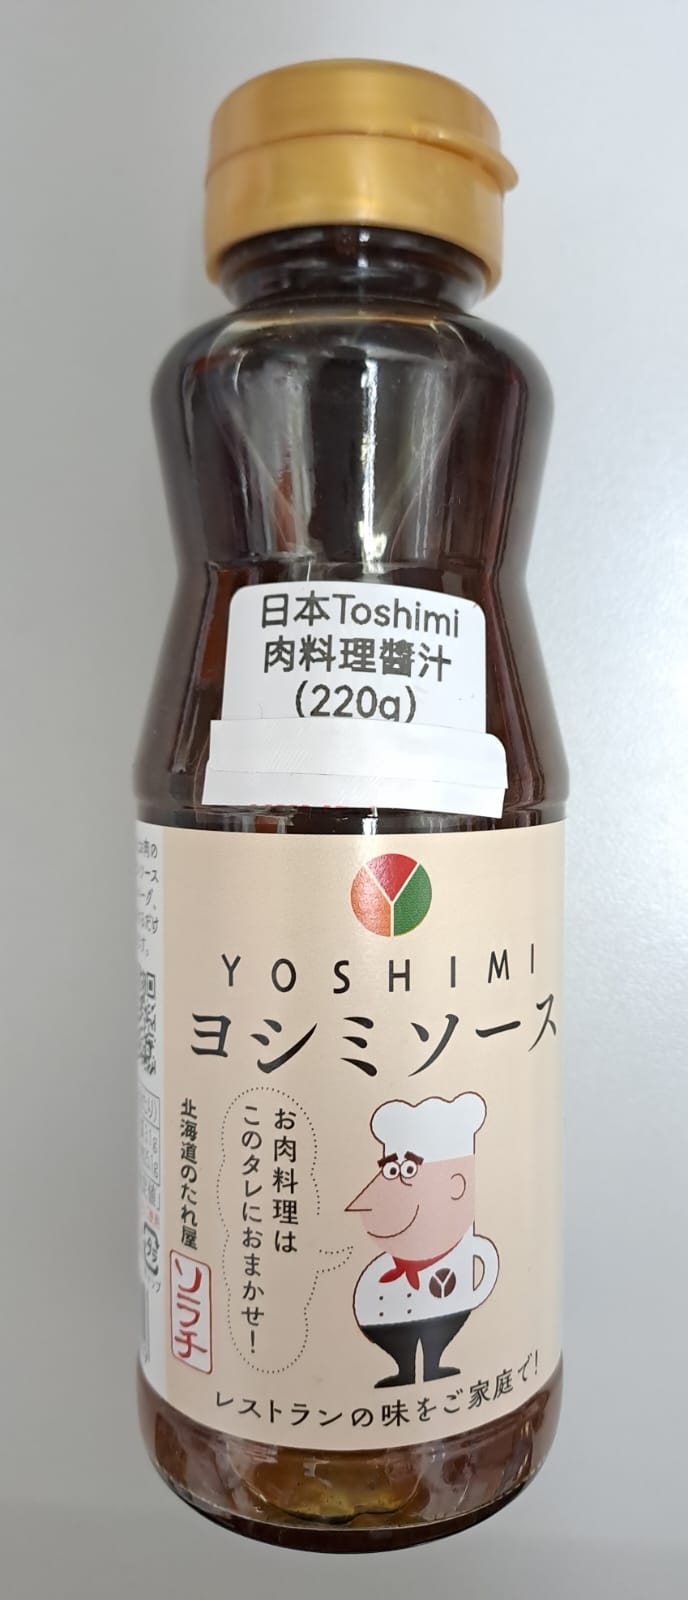 日本Toshimi
肉料理醬汁
(220g)
YOSHIMI
ヨシミソース
お肉料理は
このタレにおまかせ！
北海道のたれ屋
ソラチ
レストランの味をご家庭で！